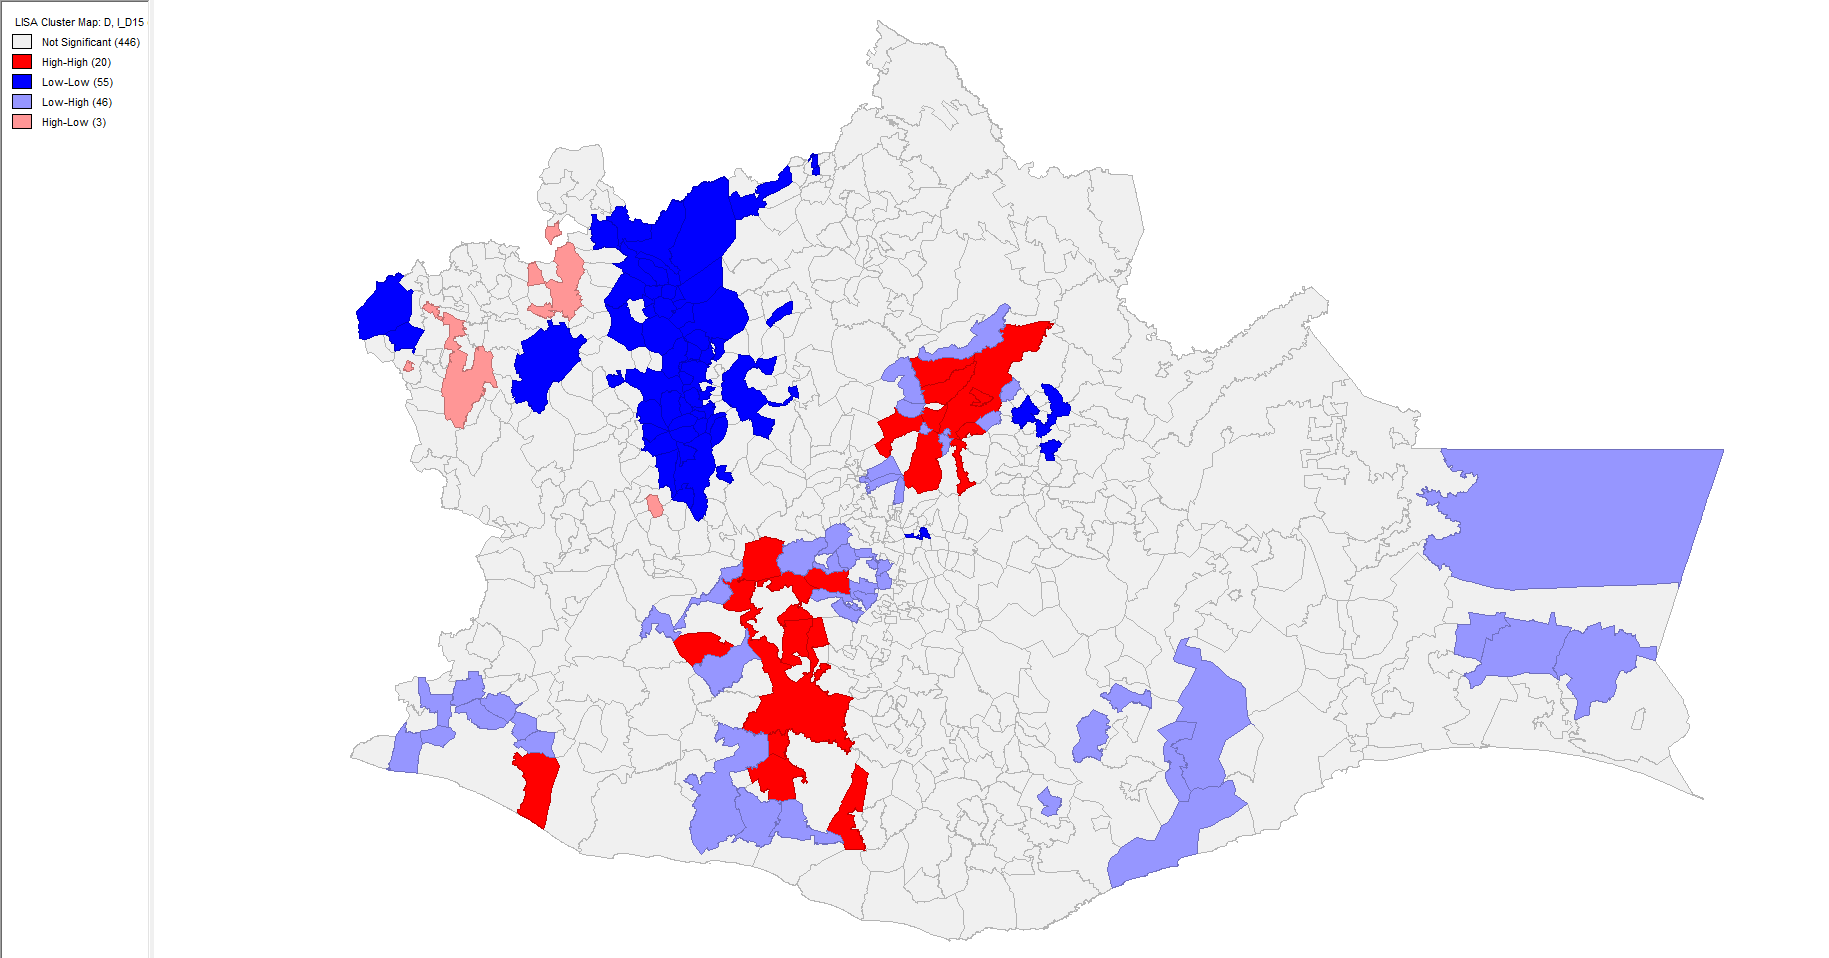 LISA Cluster Map: D, I_D15
Not Significant (446)
High-High (20)
Low-Low (55)
Low-High (46)
High-Low (3)